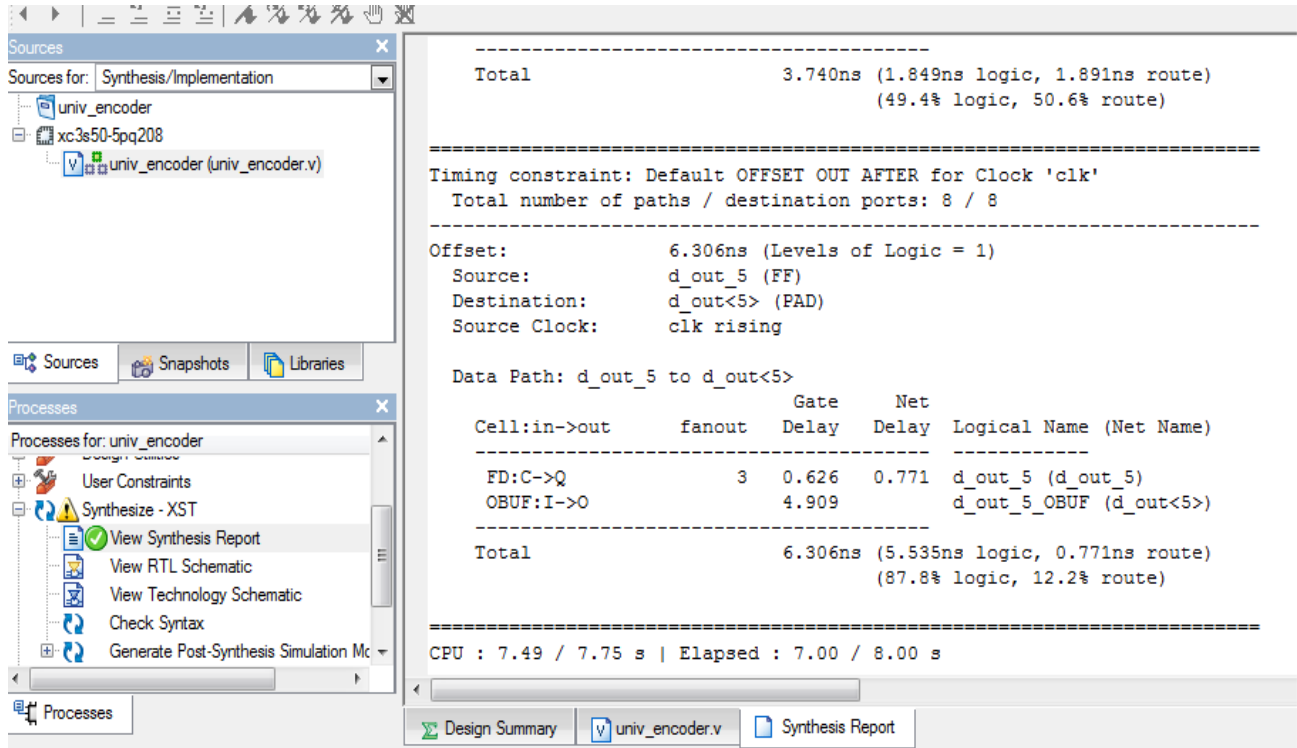 Sources
Sources for: Synthesis/Implementation
univ_encoder
xc3s50-5pq208
V univ_encoder (univ_encoder.v)
Sources Snapshots Libraries
Processes
Processes for: univ_encoder
Design Utilities
User Constraints
Synthesize - XST
View Synthesis Report
View RTL Schematic
View Technology Schematic
Check Syntax
Generate Post-Synthesis Simulation Mc
Processes
----------------------------------------
Total 3.740ns (1.849ns logic, 1.891ns route)
(49.4% logic, 50.6% route)
=========================================================================
Timing constraint: Default OFFSET OUT AFTER for Clock 'clk'
Total number of paths / destination ports: 8 / 8
-------------------------------------------------------------------------
Offset: 6.306ns (Levels of Logic = 1)
Source: d_out_5 (FF)
Destination: d_out<5> (PAD)
Source Clock: clk rising
Data Path: d_out_5 to d_out<5>
Gate Net
Cell:in->out fanout Delay Delay Logical Name (Net Name)
---------------------------------------- ------------
FD:C->Q 3 0.626 0.771 d_out_5 (d_out_5)
OBUF:I->O 4.909 d_out_5_OBUF (d_out<5>)
----------------------------------------
Total 6.306ns (5.535ns logic, 0.771ns route)
(87.8% logic, 12.2% route)
=========================================================================
CPU : 7.49 / 7.75 s | Elapsed : 7.00 / 8.00 s
Design Summary V univ_encoder.v Synthesis Report